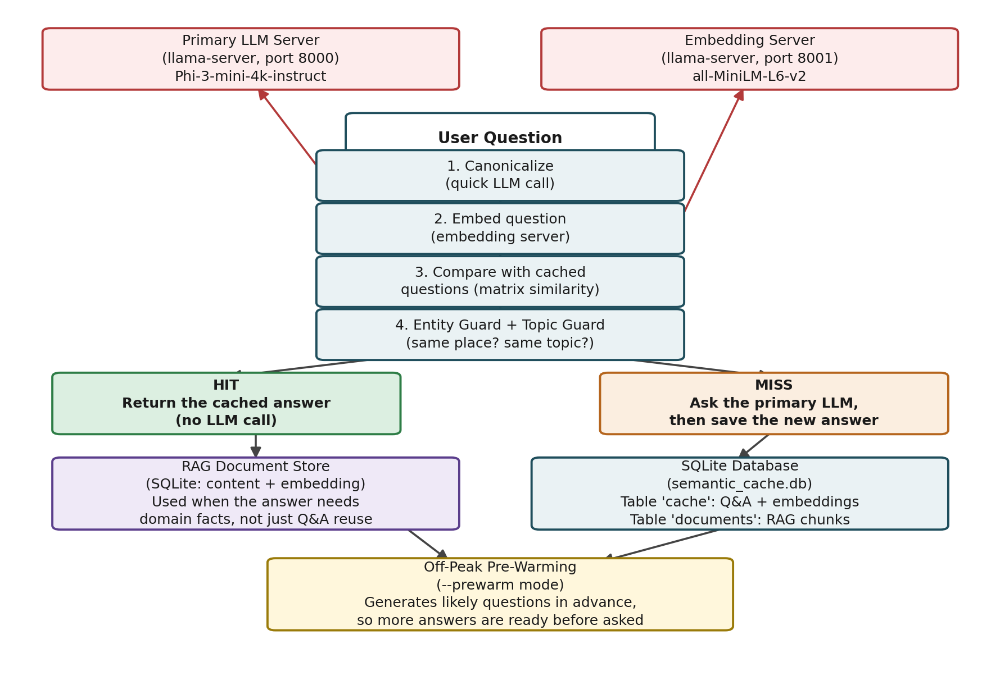 Primary LLM Server
(llama-server, port 8000)
Phi-3-mini-4k-instruct
Embedding Server
(llama-server, port 8001)
all-MiniLM-L6-v2
User Question
1. Canonicalize
(quick LLM call)
2. Embed question
(embedding server)
3. Compare with cached
questions (matrix similarity)
4. Entity Guard + Topic Guard
(same place? same topic?)
HIT
Return the cached answer
(no LLM call)
MISS
Ask the primary LLM,
then save the new answer
RAG Document Store
(SQLite: content + embedding)
Used when the answer needs
domain facts, not just Q&A reuse
SQLite Database
(semantic_cache.db)
Table 'cache': Q&A + embeddings
Table 'documents': RAG chunks
Off-Peak Pre-Warming
(--prewarm mode)
Generates likely questions in advance,
so more answers are ready before asked